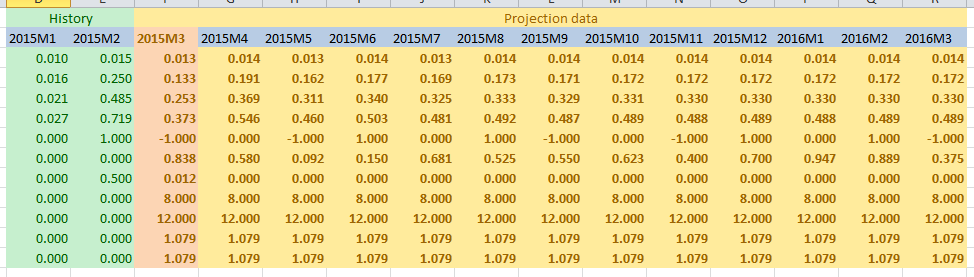 D E F G H I J K L M N O P Q R
History Projection data
2015M1 2015M2 2015M3 2015M4 2015M5 2015M6 2015M7 2015M8 2015M9 2015M10 2015M11 2015M12 2016M1 2016M2 2016M3
0.010 0.015 0.013 0.014 0.013 0.014 0.013 0.014 0.014 0.014 0.014 0.014 0.014 0.014 0.014
0.016 0.250 0.133 0.191 0.162 0.177 0.169 0.173 0.171 0.172 0.172 0.172 0.172 0.172 0.172
0.021 0.485 0.253 0.369 0.311 0.340 0.325 0.333 0.329 0.331 0.330 0.330 0.330 0.330 0.330
0.027 0.719 0.373 0.546 0.460 0.503 0.481 0.492 0.487 0.489 0.488 0.489 0.488 0.489 0.489
0.000 1.000 -1.000 0.000 -1.000 1.000 0.000 1.000 -1.000 0.000 -1.000 1.000 0.000 1.000 -1.000
0.000 0.000 0.838 0.580 0.092 0.150 0.681 0.525 0.550 0.623 0.400 0.700 0.947 0.889 0.375
0.000 0.500 0.012 0.000 0.000 0.000 0.000 0.000 0.000 0.000 0.000 0.000 0.000 0.000 0.000
0.000 0.000 8.000 8.000 8.000 8.000 8.000 8.000 8.000 8.000 8.000 8.000 8.000 8.000 8.000
0.000 0.000 12.000 12.000 12.000 12.000 12.000 12.000 12.000 12.000 12.000 12.000 12.000 12.000 12.000
0.000 0.000 1.079 1.079 1.079 1.079 1.079 1.079 1.079 1.079 1.079 1.079 1.079 1.079 1.079
0.000 0.000 1.079 1.079 1.079 1.079 1.079 1.079 1.079 1.079 1.079 1.079 1.079 1.079 1.079